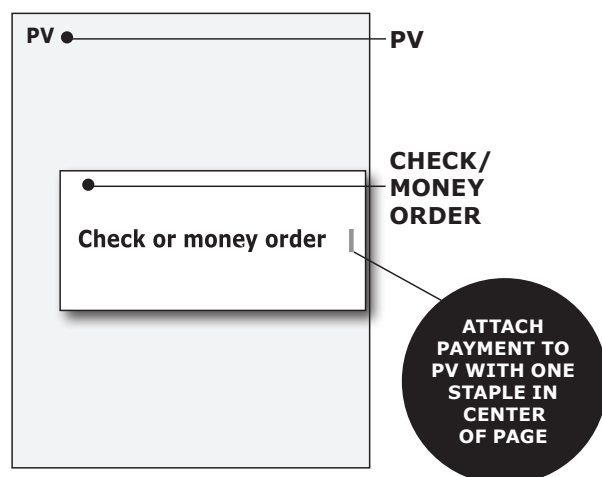 PV
PV
CHECK/
MONEY
ORDER
Check or money order
ATTACH
PAYMENT TO
PV WITH ONE
STAPLE IN
CENTER
OF PAGE